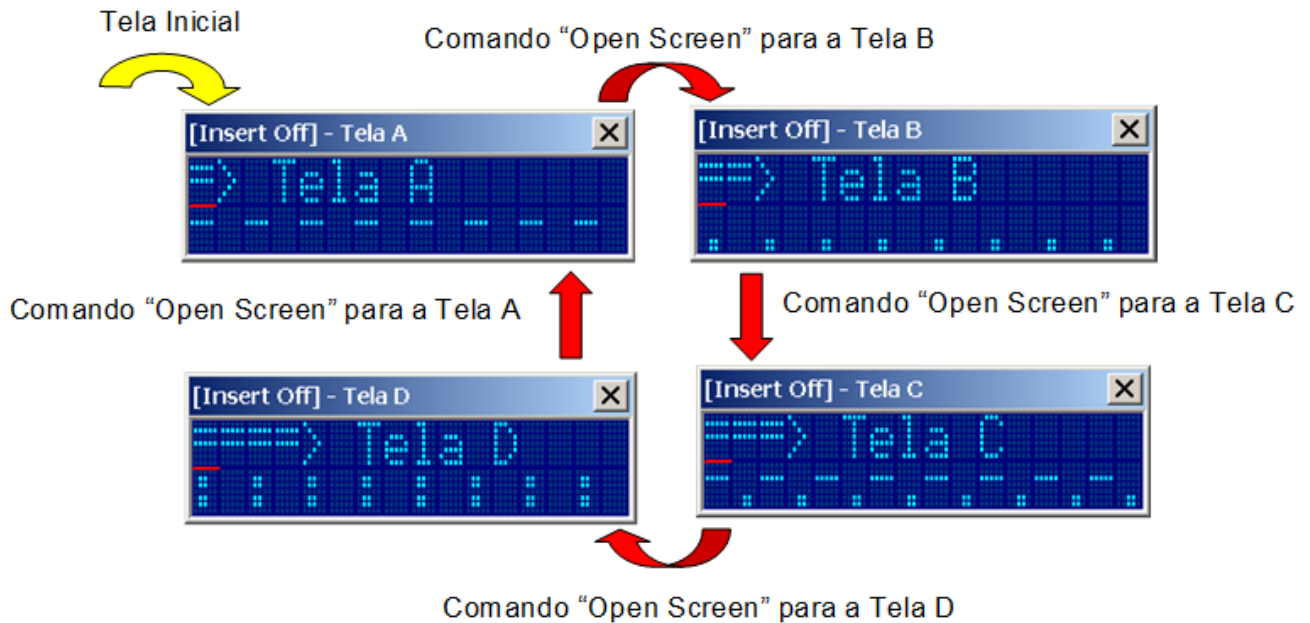 Tela Inicial
Comando “Open Screen” para a Tela B
[Insert Off] - Tela A
=> Tela A
- - - - - - - -
[Insert Off] - Tela B
==> Tela B
. . . . . . . .
Comando “Open Screen” para a Tela A
Comando “Open Screen” para a Tela C
[Insert Off] - Tela D
====> Tela D
: : : : : : : :
[Insert Off] - Tela C
===> Tela C
-.-.-.-.-.-.-.-.
Comando “Open Screen” para a Tela D